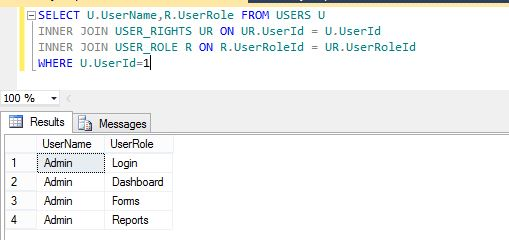 SELECT U.UserName,R.UserRole FROM USERS U
INNER JOIN USER_RIGHTS UR ON UR.UserId = U.UserId
INNER JOIN USER_ROLE R ON R.UserRoleId = UR.UserRoleId
WHERE U.UserId=1
100 %
Results Messages
UserName UserRole
1 Admin Login
2 Admin Dashboard
3 Admin Forms
4 Admin Reports